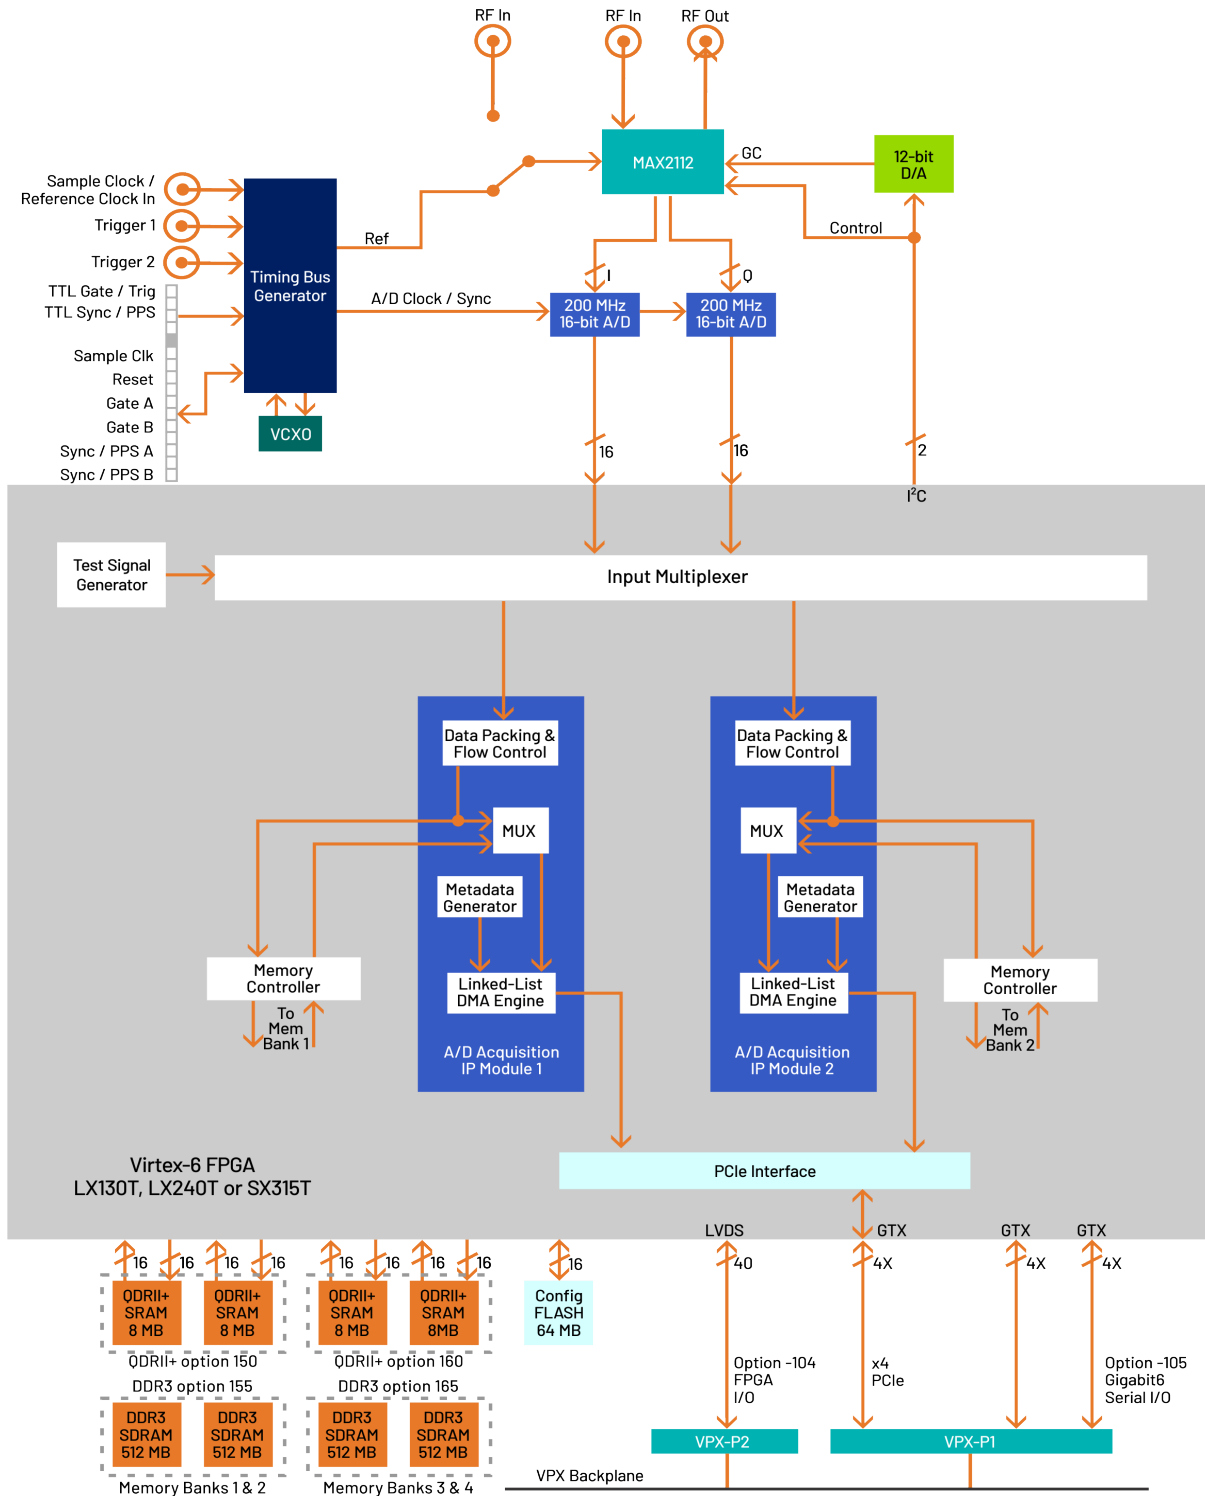 RF In
RF In
RF Out
MAX2112
GC
12-bit
D/A
Sample Clock /
Reference Clock In
Trigger 1
Trigger 2
TTL Gate / Trig
TTL Sync / PPS
Sample Clk
Reset
Gate A
Gate B
Sync / PPS A
Sync / PPS B
Timing Bus
Generator
VCXO
Ref
A/D Clock / Sync
Control
I
Q
200 MHz
16-bit A/D
200 MHz
16-bit A/D
16
16
2
I²C
Test Signal
Generator
Input Multiplexer
Data Packing &
Flow Control
MUX
Metadata
Generator
Linked-List
DMA Engine
A/D Acquisition
IP Module 1
Data Packing &
Flow Control
MUX
Metadata
Generator
Linked-List
DMA Engine
A/D Acquisition
IP Module 2
Memory
Controller
To
Mem
Bank 1
Memory
Controller
To
Mem
Bank 2
Virtex-6 FPGA
LX130T, LX240T or SX315T
PCIe Interface
LVDS
GTX
GTX
GTX
16
16
16
16
16
16
16
16
16
40
4X
4X
4X
QDRII+
SRAM
8 MB
QDRII+
SRAM
8 MB
QDRII+
SRAM
8 MB
QDRII+
SRAM
8MB
Config
FLASH
64 MB
QDRII+ option 150
QDRII+ option 160
DDR3 option 155
DDR3 option 165
DDR3
SDRAM
512 MB
DDR3
SDRAM
512 MB
DDR3
SDRAM
512 MB
DDR3
SDRAM
512 MB
Memory Banks 1 & 2
Memory Banks 3 & 4
Option -104
FPGA
I/O
x4
PCIe
Option -105
Gigabit6
Serial I/O
VPX-P2
VPX-P1
VPX Backplane